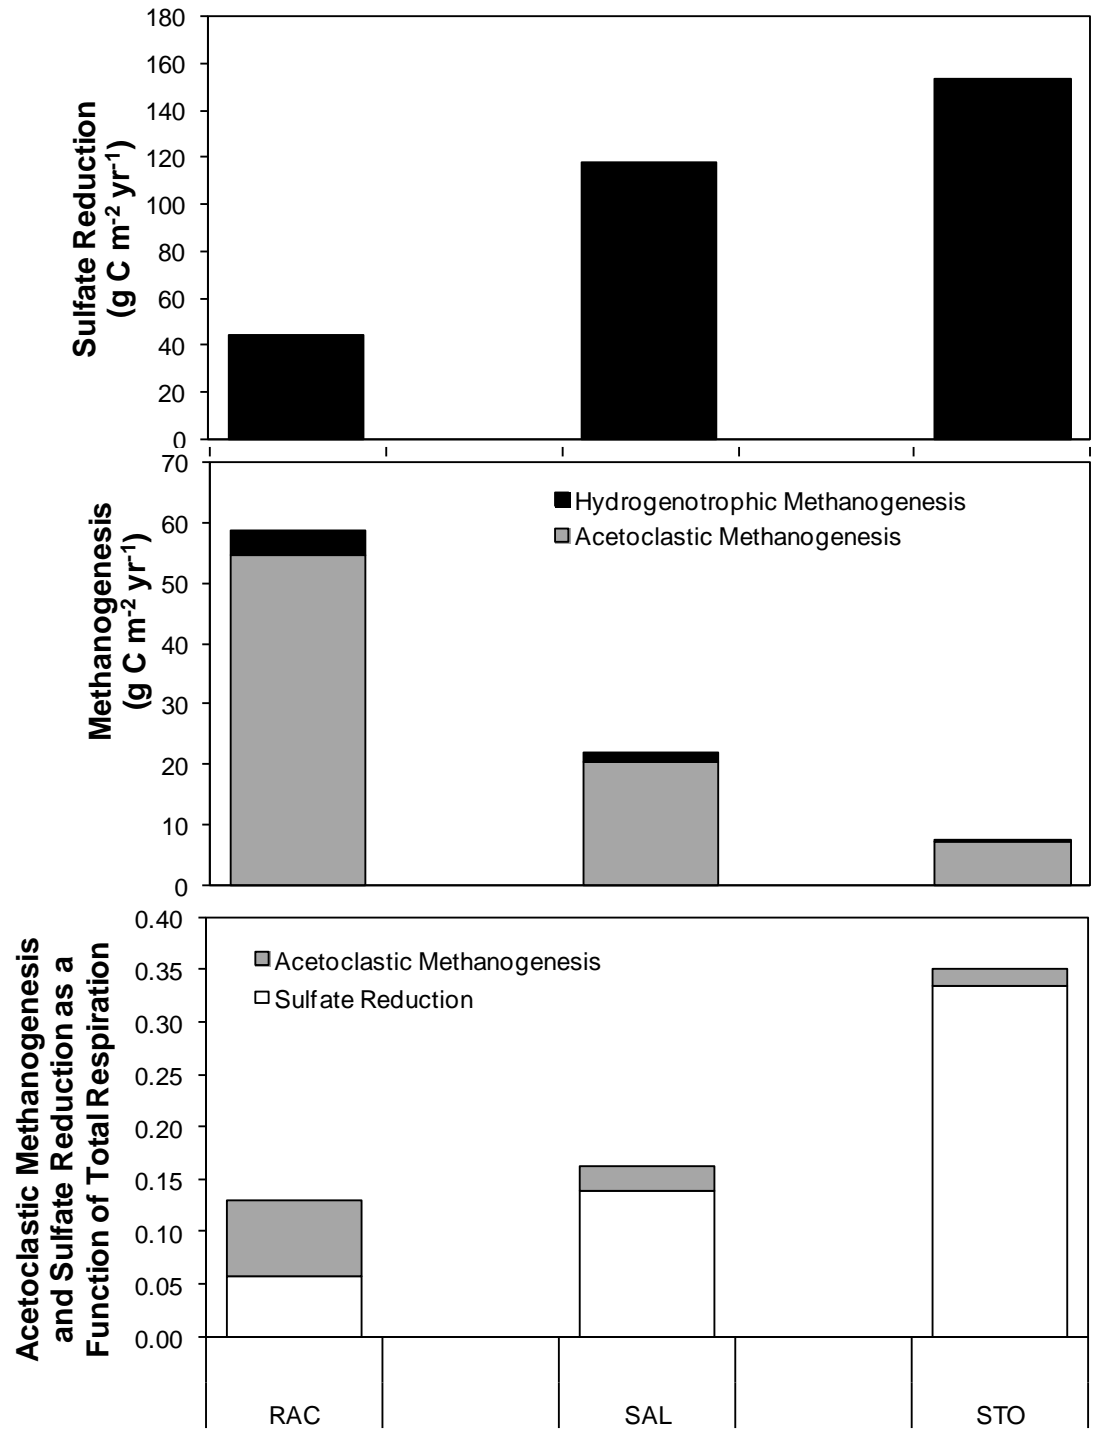 Sulfate Reduction
(g C m-2 yr-1)
180
160
140
120
100
80
60
40
20
0
Methanogenesis
(g C m-2 yr-1)
70
60
50
40
30
20
10
0
Hydrogenotrophic Methanogenesis
Acetoclastic Methanogenesis
Acetoclastic Methanogenesis
and Sulfate Reduction as a
Function of Total Respiration
0.40
0.35
0.30
0.25
0.20
0.15
0.10
0.05
0.00
Acetoclastic Methanogenesis
Sulfate Reduction
RAC SAL STO